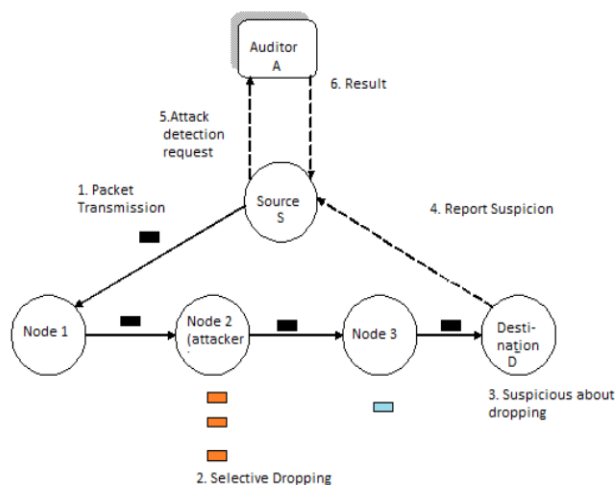 Auditor
A
6. Result
5.Attack
detection
request
1. Packet
Transmission
Source
S
4. Report Suspicion
Node 1
Node 2
(attacker
Node 3
Desti-
nation
D
3. Suspicious about
dropping
2. Selective Dropping